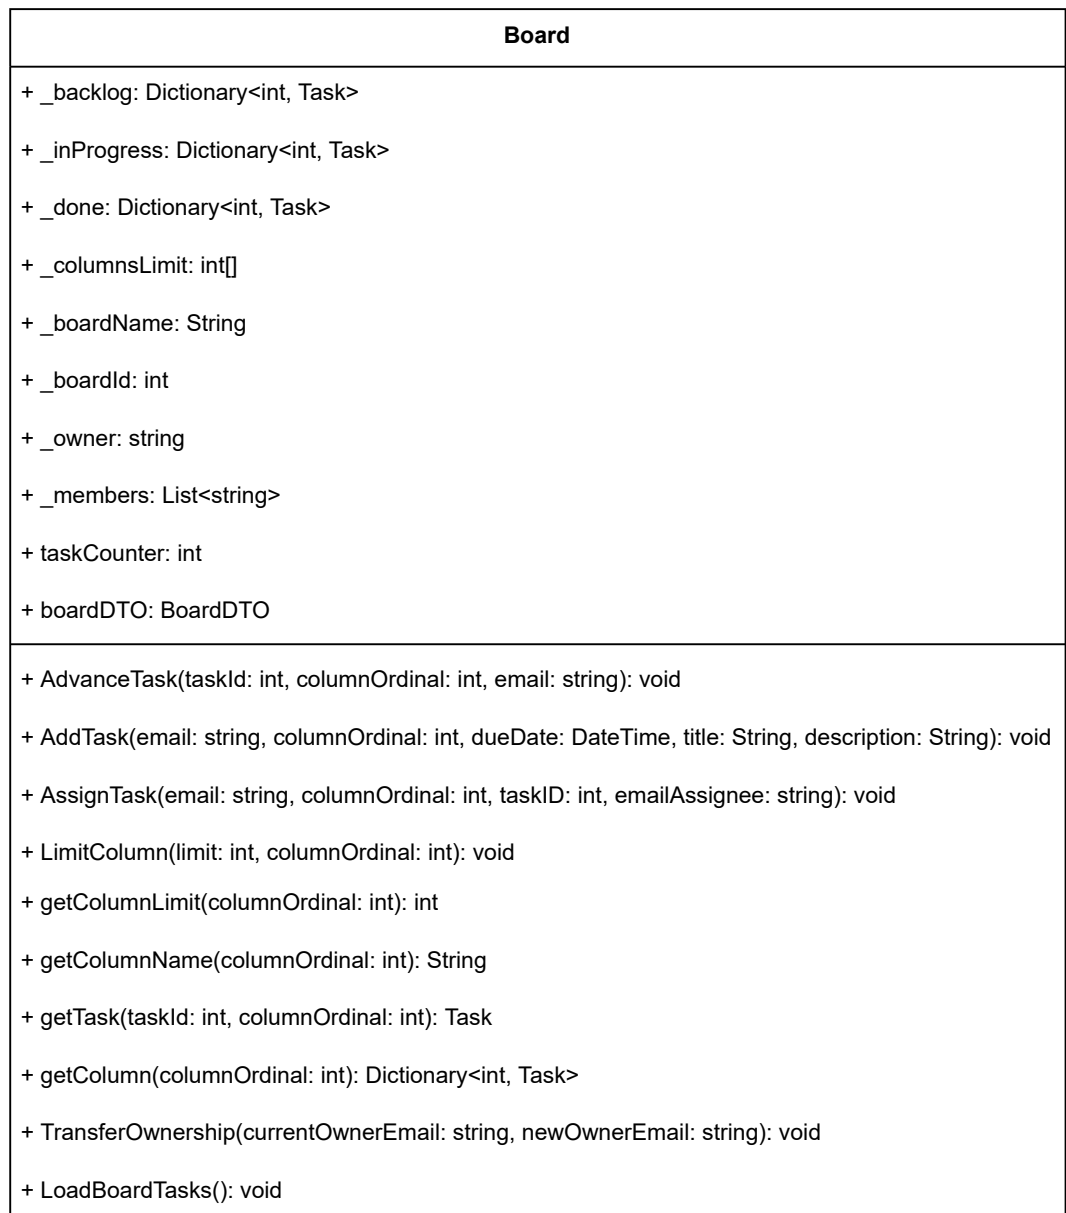 Board
+ _backlog: Dictionary<int, Task>
+ _inProgress: Dictionary<int, Task>
+ _done: Dictionary<int, Task>
+ _columnsLimit: int[]
+ _boardName: String
+ _boardId: int
+ _owner: string
+ _members: List<string>
+ taskCounter: int
+ boardDTO: BoardDTO
+ AdvanceTask(taskId: int, columnOrdinal: int, email: string): void
+ AddTask(email: string, columnOrdinal: int, dueDate: DateTime, title: String, description: String): void
+ AssignTask(email: string, columnOrdinal: int, taskID: int, emailAssignee: string): void
+ LimitColumn(limit: int, columnOrdinal: int): void
+ getColumnLimit(columnOrdinal: int): int
+ getColumnName(columnOrdinal: int): String
+ getTask(taskId: int, columnOrdinal: int): Task
+ getColumn(columnOrdinal: int): Dictionary<int, Task>
+ TransferOwnership(currentOwnerEmail: string, newOwnerEmail: string): void
+ LoadBoardTasks(): void